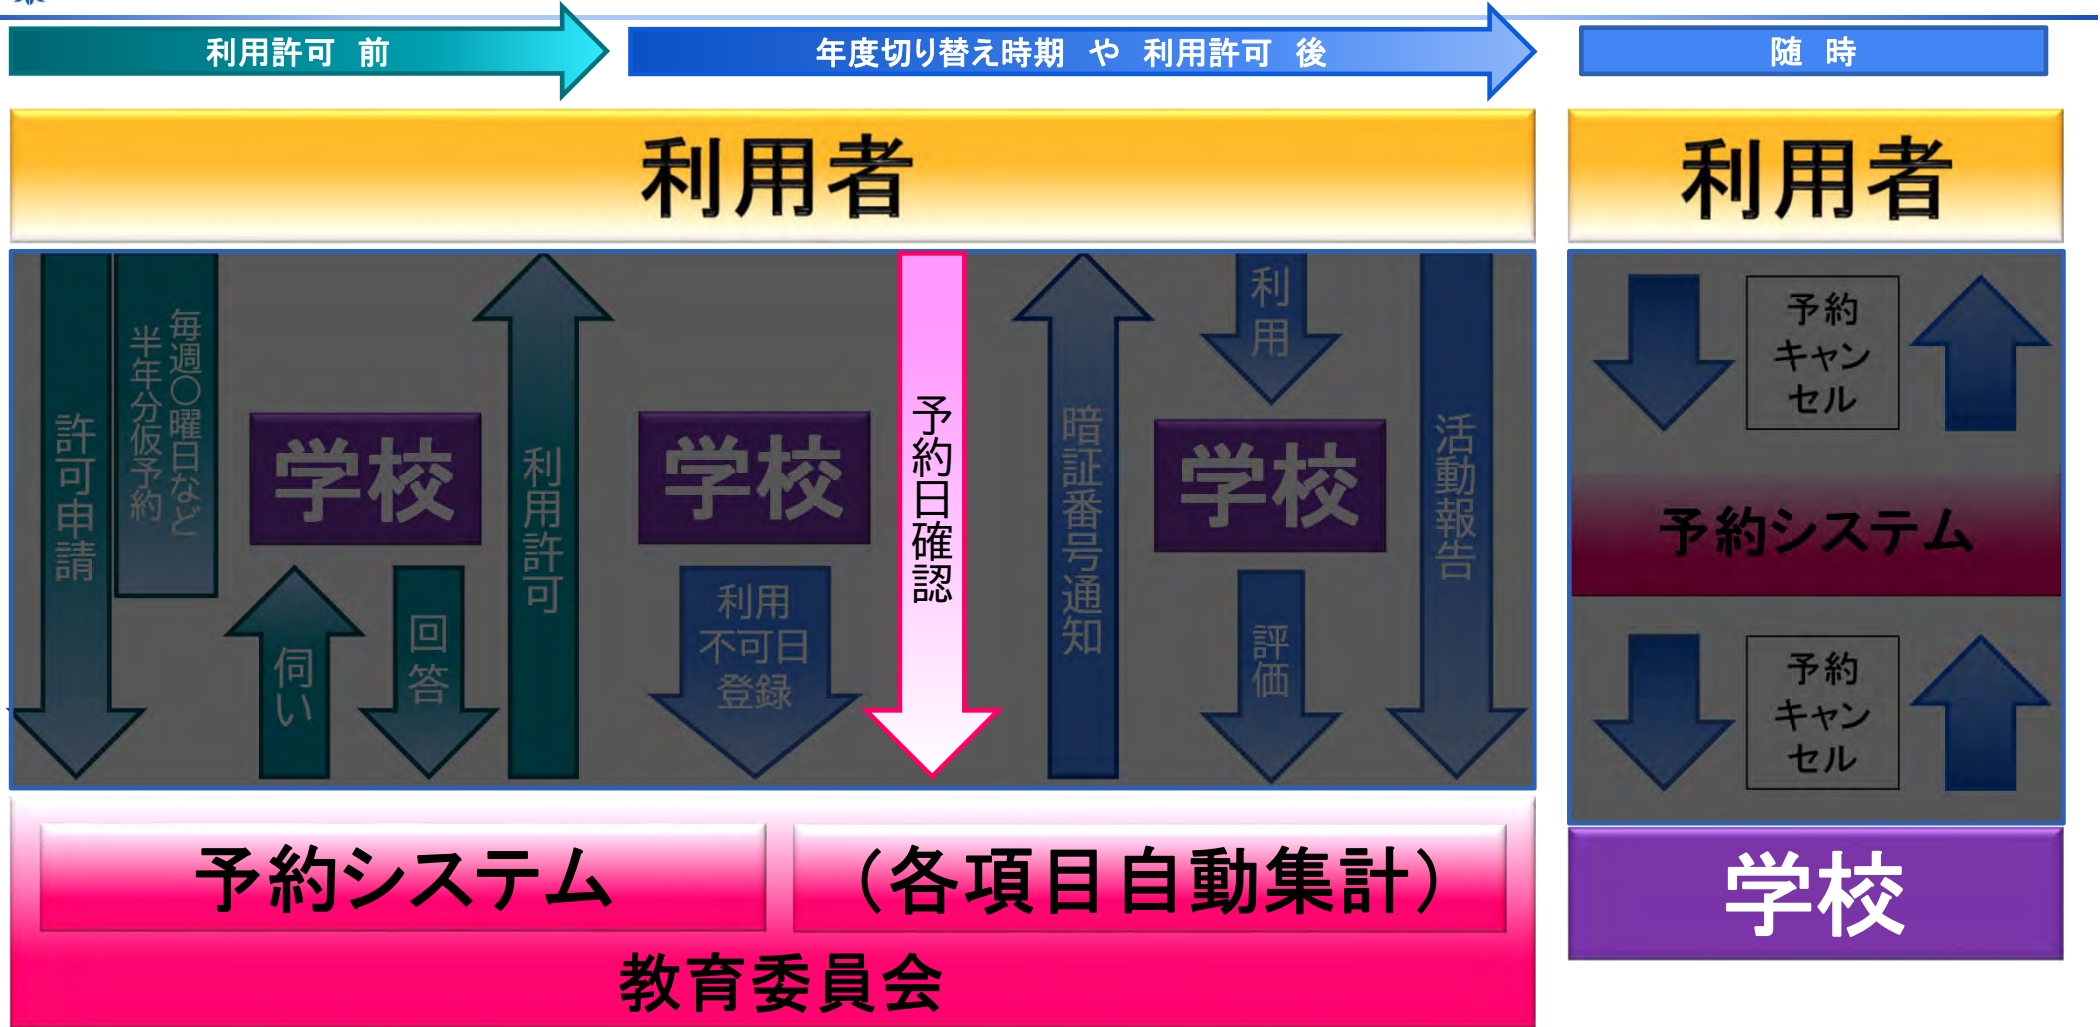 利用許可　前
年度切り替え時期　や　利用許可　後
随　時
利用者
利用者
許可申請
毎週〇曜日など
半年分仮予約
学校
伺い
回答
利用許可
学校
利用
不可日
登録
予約日確認
暗証番号通知
利用
学校
評価
活動報告
予約
キャン
セル
予約システム
予約
キャン
セル
予約システム
（各項目自動集計）
教育委員会
学校